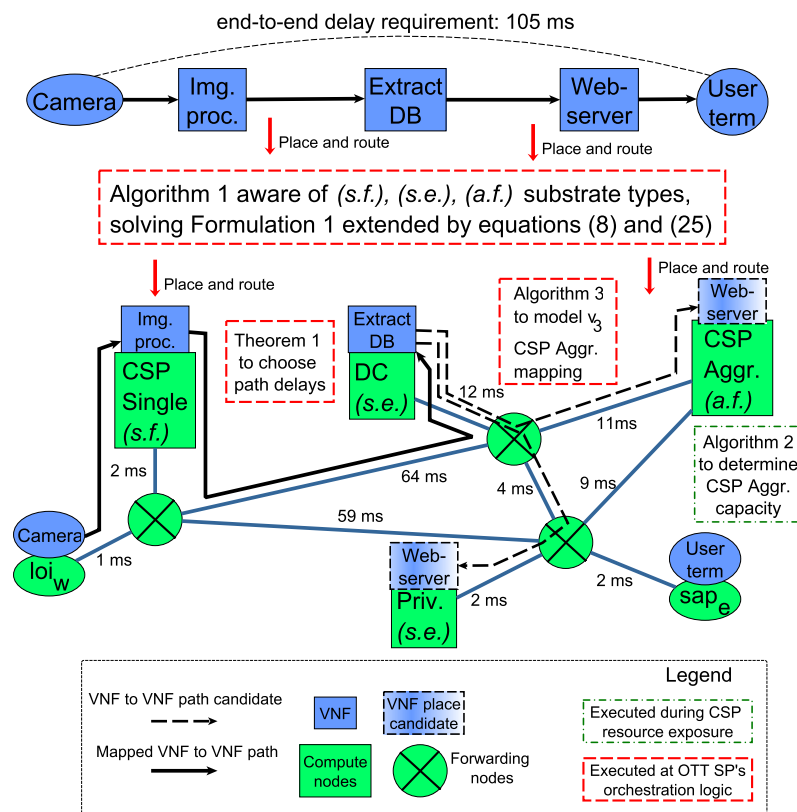 end-to-end delay requirement: 105 ms
Camera
Img.
proc.
Extract
DB
Web-
server
User
term
Place and route
Place and route
Algorithm 1 aware of (s.f.), (s.e.), (a.f.) substrate types,
solving Formulation 1 extended by equations (8) and (25)
Place and route
Place and route
Img.
proc.
CSP
Single
(s.f.)
Theorem 1
to choose
path delays
Extract
DB
DC
(s.e.)
Algorithm 3
to model v3
CSP Aggr.
mapping
Web-
server
CSP
Aggr.
(a.f.)
12 ms
11ms
2 ms
64 ms
4 ms
9 ms
Algorithm 2
to determine
CSP Aggr.
capacity
59 ms
Camera
loiw
1 ms
Web-
server
Priv.
(s.e.)
2 ms
2 ms
User
term
sape
Legend
VNF to VNF path candidate
VNF
VNF place
candidate
Executed during CSP
resource exposure
Mapped VNF to VNF path
Compute
nodes
Forwarding
nodes
Executed at OTT SP's
orchestration logic